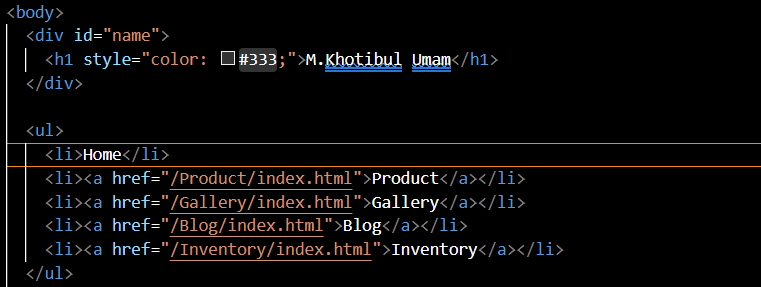 <body>
<div id="name">
<h1 style="color: #333;">M.Khotibul Umam</h1>
</div>
<ul>
<li>Home</li>
<li><a href="/Product/index.html">Product</a></li>
<li><a href="/Gallery/index.html">Gallery</a></li>
<li><a href="/Blog/index.html">Blog</a></li>
<li><a href="/Inventory/index.html">Inventory</a></li>
</ul>